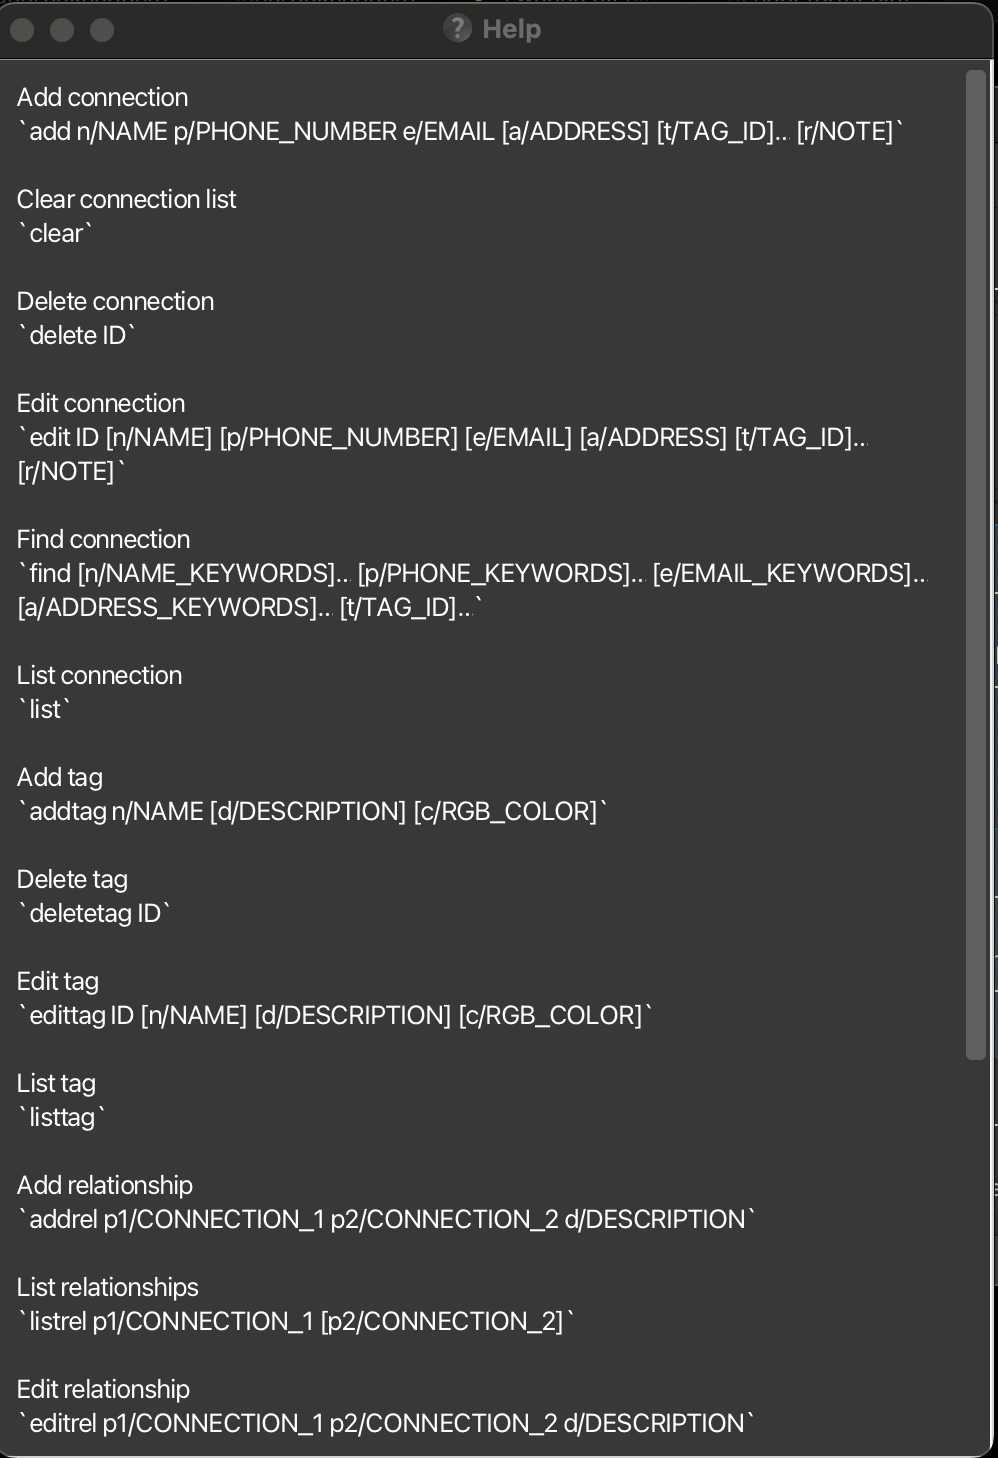 Help
Add connection
`add n/NAME p/PHONE_NUMBER e/EMAIL [a/ADDRESS] [t/TAG_ID]… [r/NOTE]`
Clear connection list
`clear`
Delete connection
`delete ID`
Edit connection
`edit ID [n/NAME] [p/PHONE_NUMBER] [e/EMAIL] [a/ADDRESS] [t/TAG_ID]…
[r/NOTE]`
Find connection
`find [n/NAME_KEYWORDS]… [p/PHONE_KEYWORDS]… [e/EMAIL_KEYWORDS]…
[a/ADDRESS_KEYWORDS]… [t/TAG_ID]…`
List connection
`list`
Add tag
`addtag n/NAME [d/DESCRIPTION] [c/RGB_COLOR]`
Delete tag
`deletetag ID`
Edit tag
`edittag ID [n/NAME] [d/DESCRIPTION] [c/RGB_COLOR]`
List tag
`listtag`
Add relationship
`addrel p1/CONNECTION_1 p2/CONNECTION_2 d/DESCRIPTION`
List relationships
`listrel p1/CONNECTION_1 [p2/CONNECTION_2]`
Edit relationship
`editrel p1/CONNECTION_1 p2/CONNECTION_2 d/DESCRIPTION`